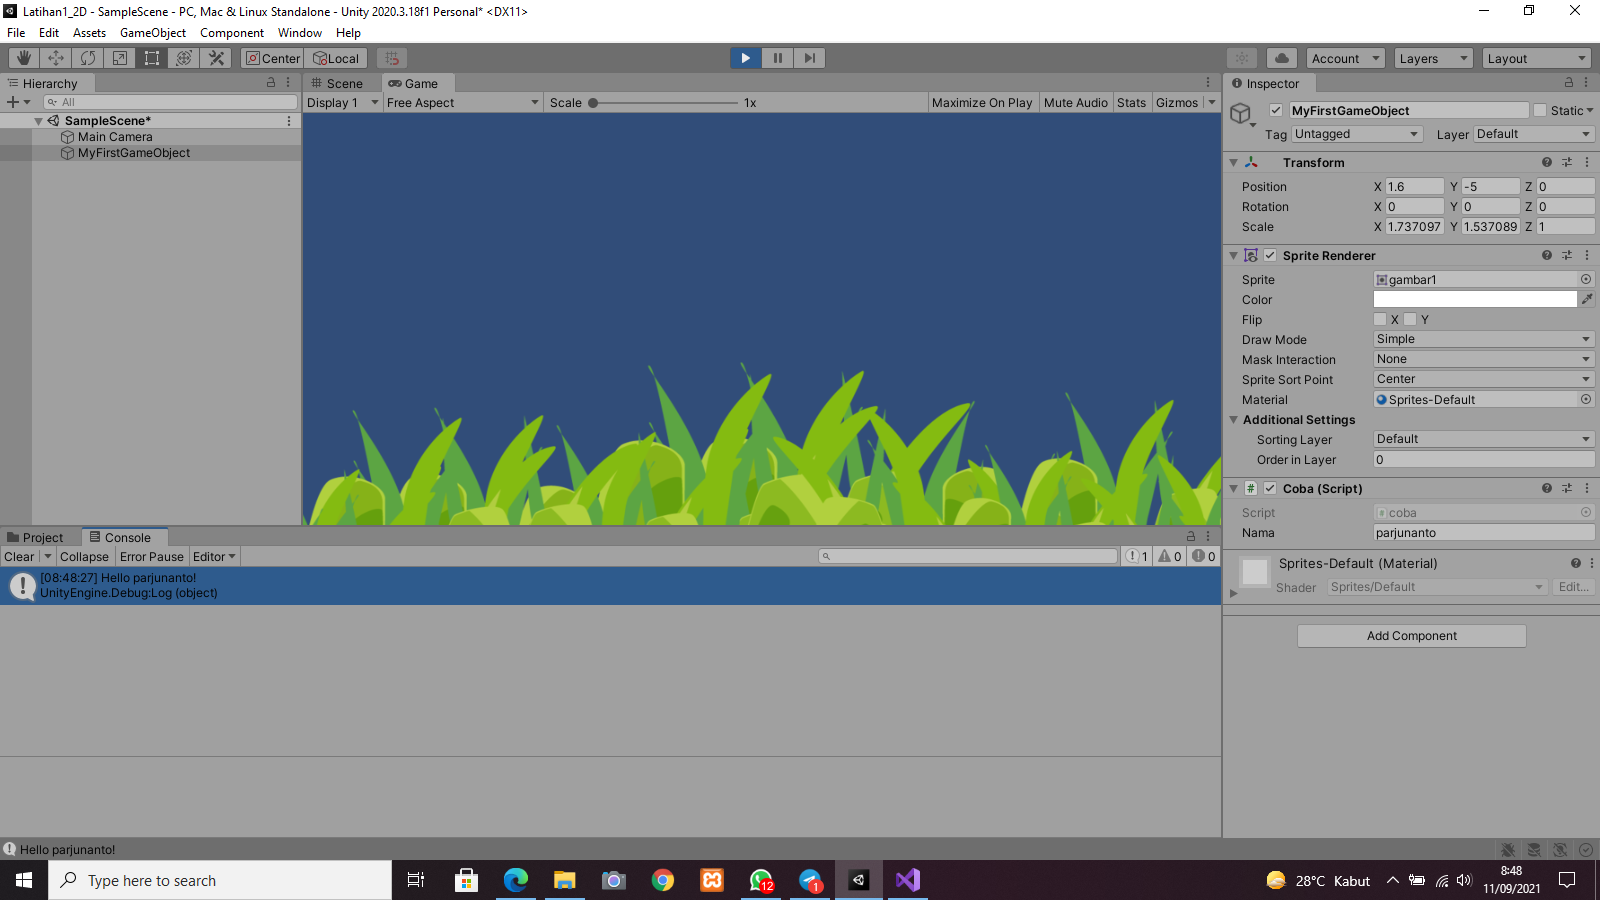 Latihan1_2D - SampleScene - PC, Mac & Linux Standalone - Unity 2020.3.18f1 Personal* <DX11>
File Edit Assets GameObject Component Window Help
Center Local Account Layers Layout
Hierarchy
All
SampleScene*
Main Camera
MyFirstGameObject
Scene Game
Display 1 Free Aspect Scale 1x Maximize On Play Mute Audio Stats Gizmos
Inspector
MyFirstGameObject Static
Tag Untagged Layer Default
Transform
Position X 1.6 Y -5 Z 0
Rotation X 0 Y 0 Z 0
Scale X 1.737097 Y 1.537089 Z 1
Sprite Renderer
Sprite gambar1
Color
Flip X Y
Draw Mode Simple
Mask Interaction None
Sprite Sort Point Center
Material Sprites-Default
Additional Settings
Sorting Layer Default
Order in Layer 0
# Coba (Script)
Script coba
Nama parjunanto
Sprites-Default (Material)
Shader Sprites/Default Edit...
Add Component
Project Console
Clear Collapse Error Pause Editor 1 0 0
[08:48:27] Hello parjunanto!
UnityEngine.Debug:Log (object)
Hello parjunanto!
Type here to search
12
1
28°C Kabut
8:48
11/09/2021